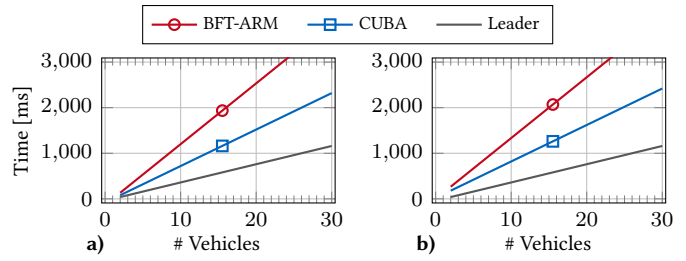 BFT-ARM CUBA Leader
3,000 3,000
2,000 2,000
1,000 1,000
0 0
Time [ms]
0 10 20 30 0 10 20 30
a) # Vehicles b) # Vehicles